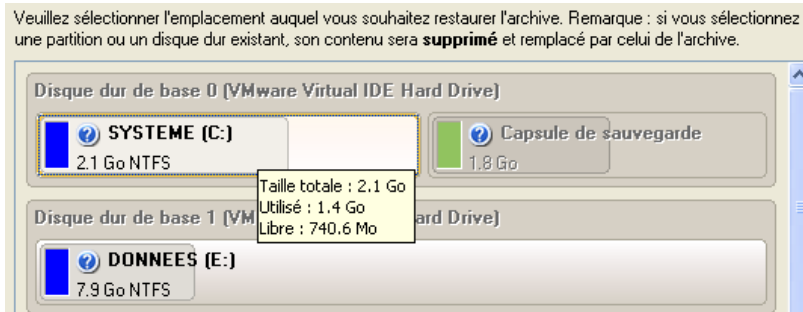 Veuillez sélectionner l'emplacement auquel vous souhaitez restaurer l'archive. Remarque : si vous sélectionnez
une partition ou un disque dur existant, son contenu sera supprimé et remplacé par celui de l'archive.
Disque dur de base 0 (VMware Virtual IDE Hard Drive)
SYSTEME (C:)
2.1 Go NTFS
Capsule de sauvegarde
1.8 Go
Taille totale : 2.1 Go
Utilisé : 1.4 Go
Libre : 740.6 Mo
Disque dur de base 1 (VM ard Drive)
DONNEES (E:)
7.9 Go NTFS